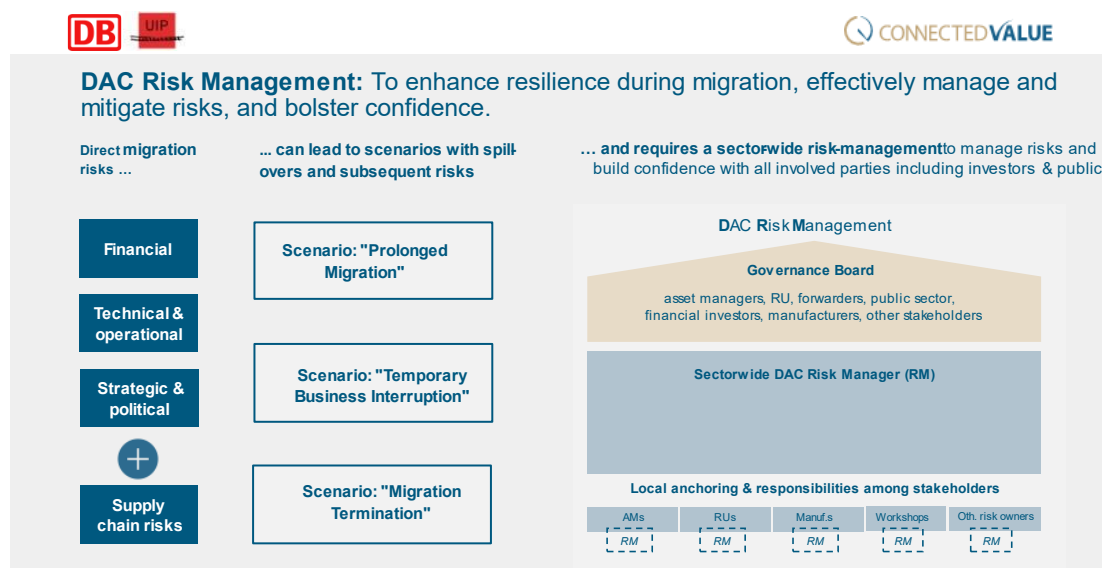 DB
UIP
CONNECTEDVALUE
DAC Risk Management: To enhance resilience during migration, effectively manage and
mitigate risks, and bolster confidence.
Direct migration
risks …
... can lead to scenarios with spill-
overs and subsequent risks
… and requires a sectorwide risk-management to manage risks and
build confidence with all involved parties including investors & public
Financial
Technical &
operational
Strategic &
political
+
Supply
chain risks
Scenario: "Prolonged
Migration"
Scenario: "Temporary
Business Interruption"
Scenario: "Migration
Termination"
DAC Risk Management
Governance Board
asset managers, RU, forwarders, public sector,
financial investors, manufacturers, other stakeholders
Sectorwide DAC Risk Manager (RM)
Local anchoring & responsibilities among stakeholders
AMs
RUs
Manuf.s
Workshops
Oth. risk owners
RM
RM
RM
RM
RM